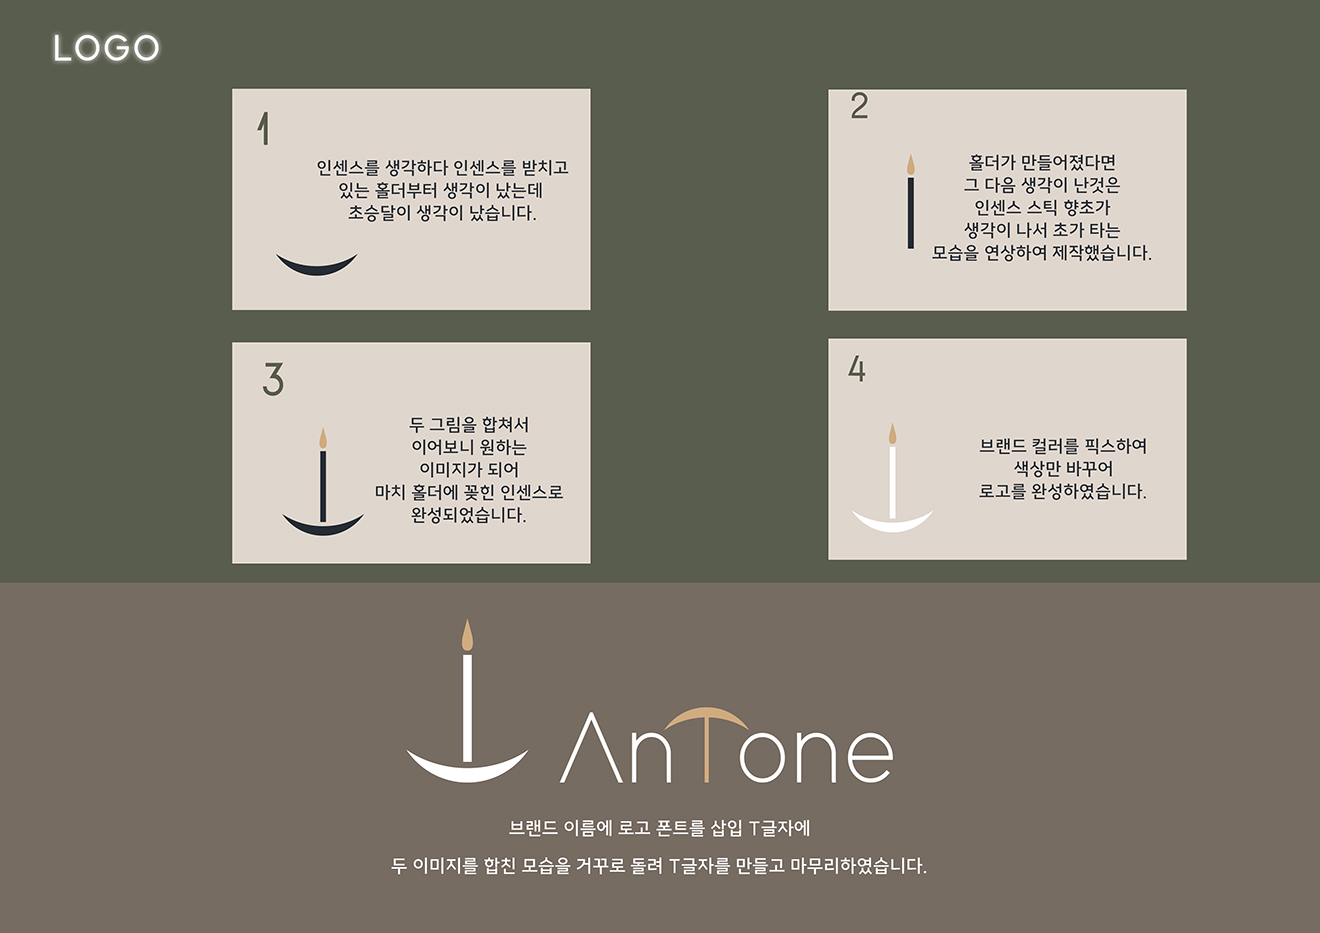 LOGO
1
인센스를 생각하다 인센스를 받치고
있는 홀더부터 생각이 났는데
초승달이 생각이 났습니다.
2
홀더가 만들어졌다면
그 다음 생각이 난것은
인센스 스틱 향초가
생각이 나서 초가 타는
모습을 연상하여 제작했습니다.
3
두 그림을 합쳐서
이어보니 원하는
이미지가 되어
마치 홀더에 꽂힌 인센스로
완성되었습니다.
4
브랜드 컬러를 픽스하여
색상만 바꾸어
로고를 완성하였습니다.
AnTone
브랜드 이름에 로고 폰트를 삽입 T글자에
두 이미지를 합친 모습을 거꾸로 돌려 T글자를 만들고 마무리하였습니다.